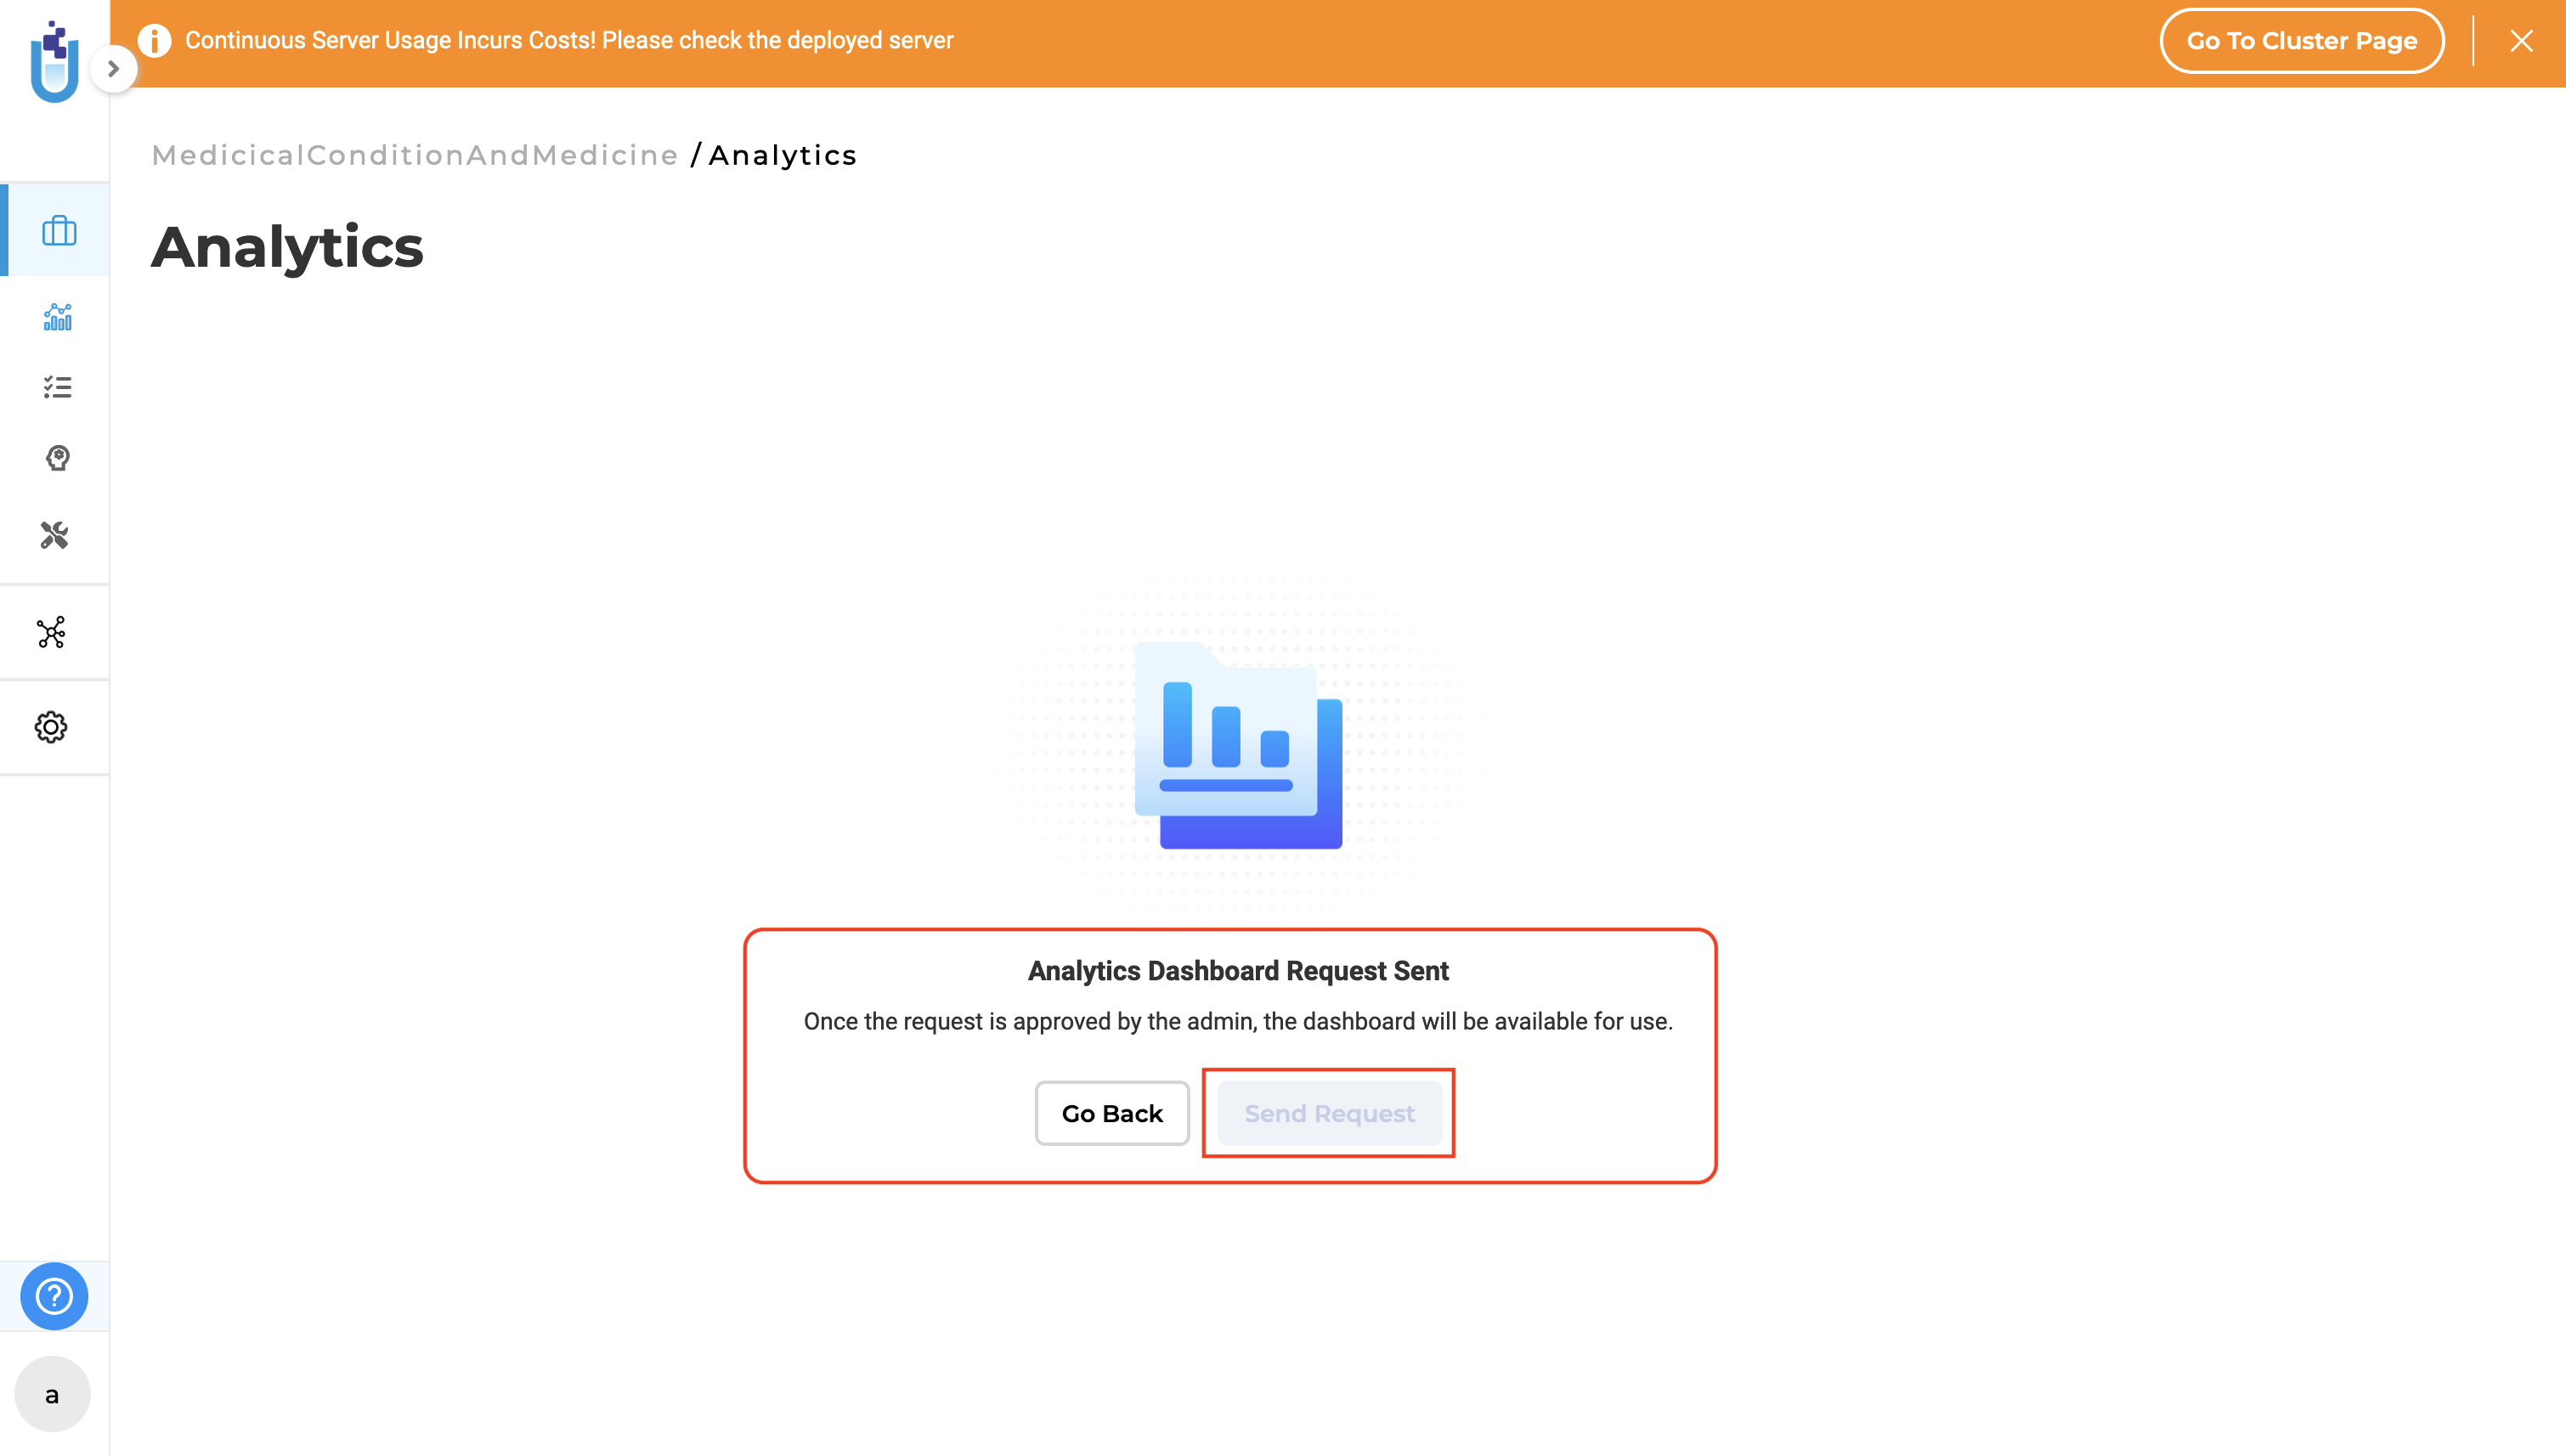 Continuous Server Usage Incurs Costs! Please check the deployed server
Go To Cluster Page
MedicicalConditionAndMedicine / Analytics
Analytics
Analytics Dashboard Request Sent
Once the request is approved by the admin, the dashboard will be available for use.
Go Back
Send Request
a